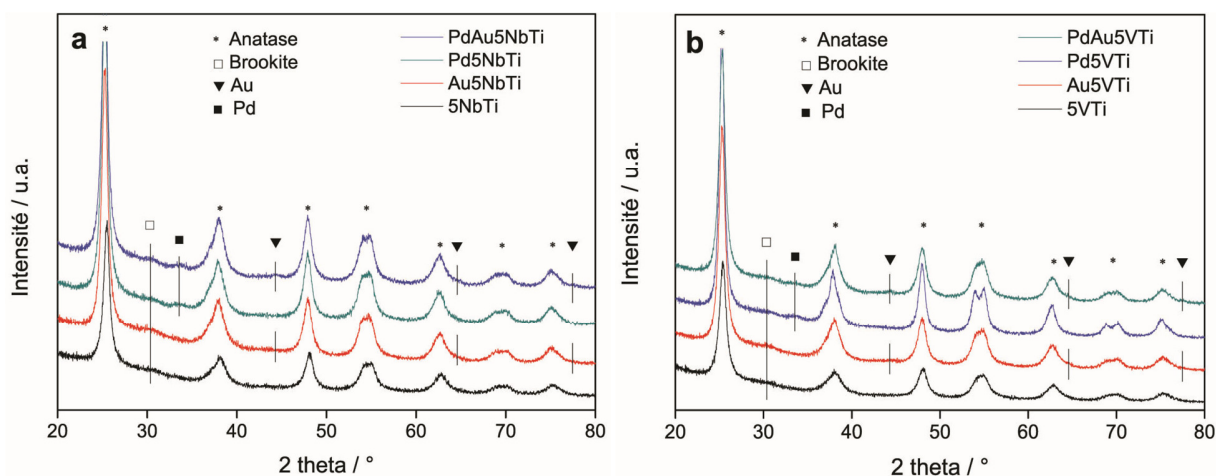 a
* Anatase
□ Brookite
▼ Au
■ Pd
PdAu5NbTi
Pd5NbTi
Au5NbTi
5NbTi
Intensité / u.a.
20 30 40 50 60 70 80
2 theta / °
b
* Anatase
□ Brookite
▼ Au
■ Pd
PdAu5VTi
Pd5VTi
Au5VTi
5VTi
Intensité / u.a.
20 30 40 50 60 70 80
2 theta / °